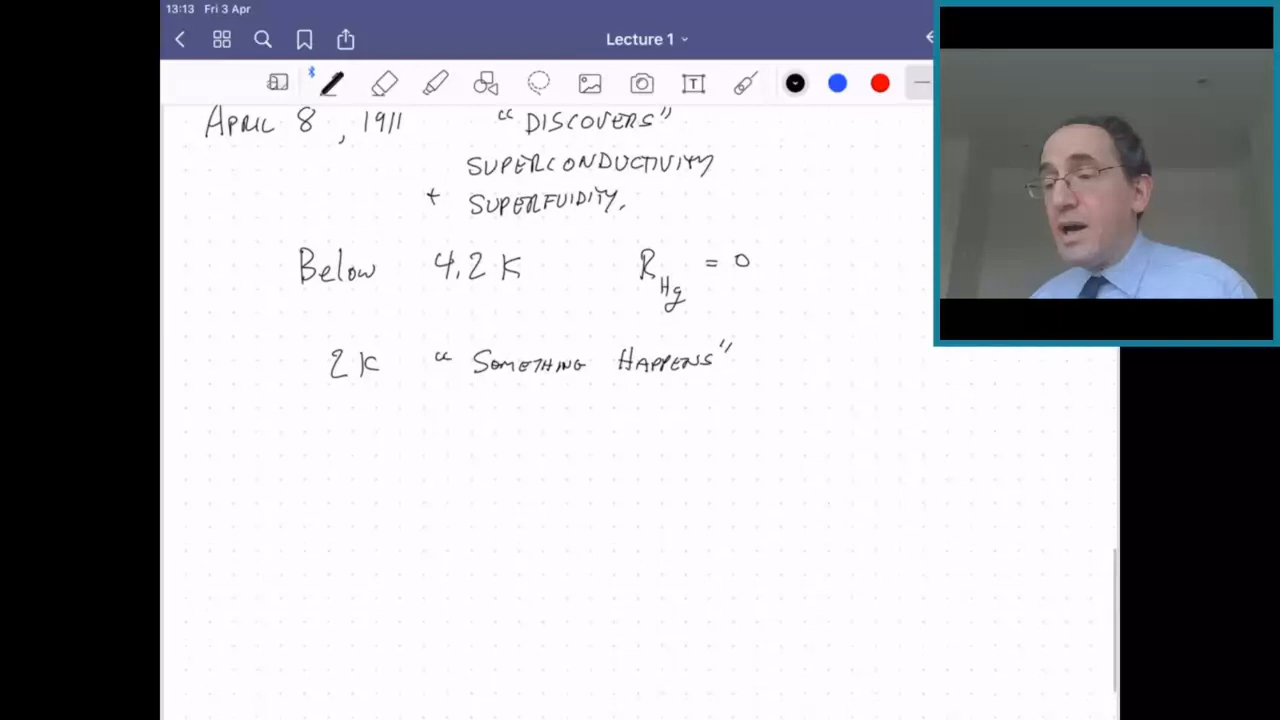 13:13 Fri 3 Apr
Lecture 1
T
APRIL 8 , 1911 "DISCOVERS"
SUPERCONDUCTIVITY
+ SUPERFUIDITY.
Below 4.2 K R Hg = 0
2 K "SOMETHING HAPPENS"